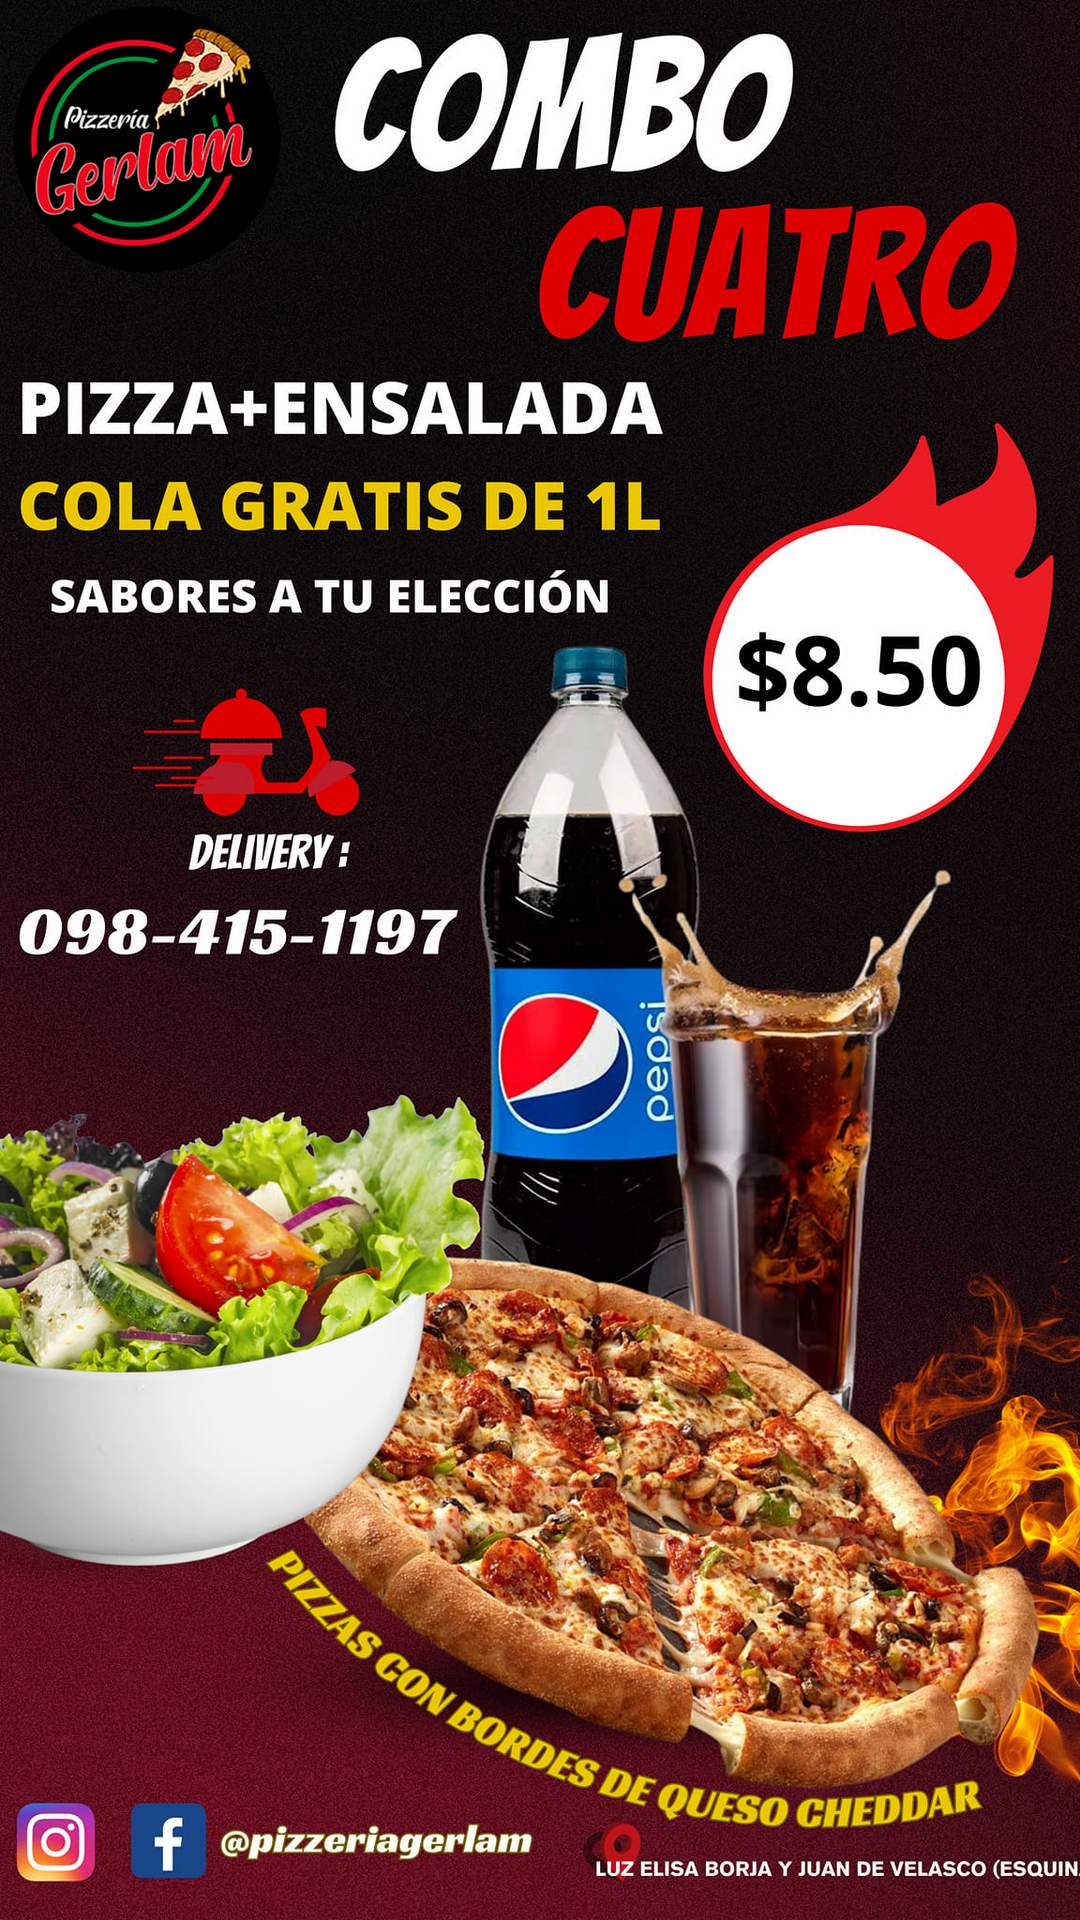 Pizzería
Gerlam
COMBO
CUATRO
PIZZA+ENSALADA
COLA GRATIS DE 1L
SABORES A TU ELECCIÓN
$8.50
DELIVERY :
098-415-1197
pepsi
PIZZAS CON BORDES DE QUESO CHEDDAR
@pizzeriagerlam
LUZ ELISA BORJA Y JUAN DE VELASCO (ESQUIN